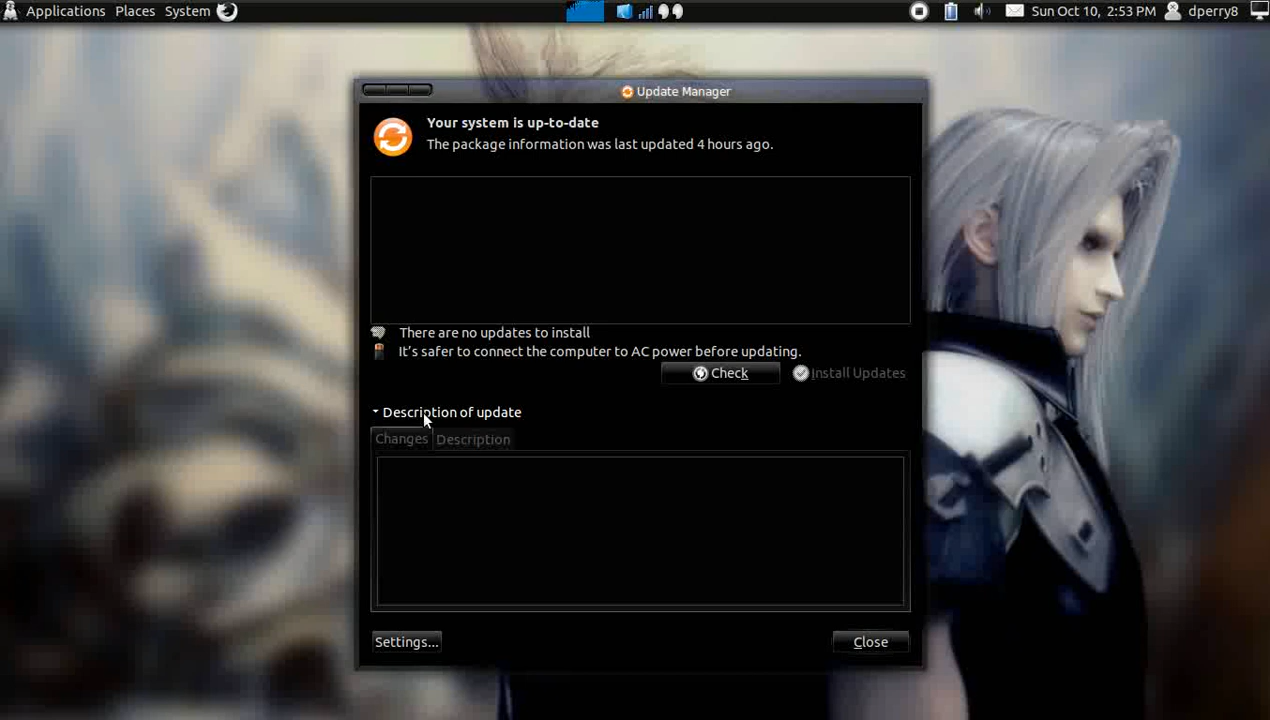 Applications Places System
Sun Oct 10, 2:53 PM dperry8
Update Manager
Your system is up-to-date
The package information was last updated 4 hours ago.
There are no updates to install
It's safer to connect the computer to AC power before updating.
Check Install Updates
Description of update
Changes Description
Settings... Close